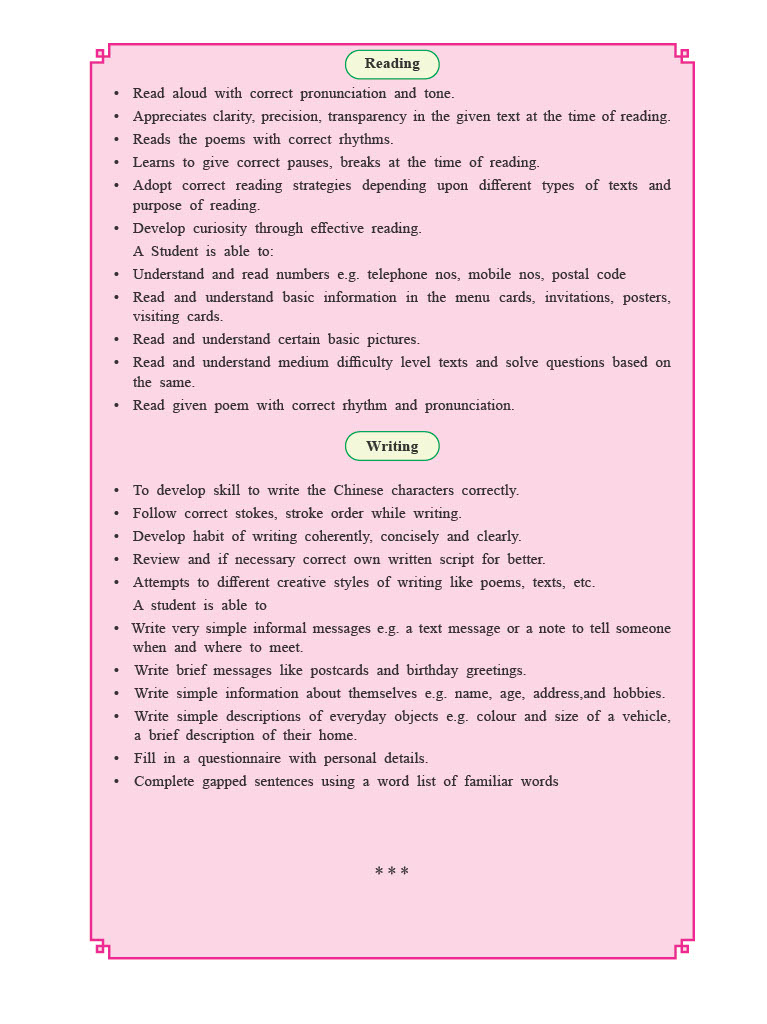 Reading
• Read aloud with correct pronunciation and tone.
• Appreciates clarity, precision, transparency in the given text at the time of reading.
• Reads the poems with correct rhythms.
• Learns to give correct pauses, breaks at the time of reading.
• Adopt correct reading strategies depending upon different types of texts and
purpose of reading.
• Develop curiosity through effective reading.
A Student is able to:
• Understand and read numbers e.g. telephone nos, mobile nos, postal code
• Read and understand basic information in the menu cards, invitations, posters,
visiting cards.
• Read and understand certain basic pictures.
• Read and understand medium difficulty level texts and solve questions based on
the same.
• Read given poem with correct rhythm and pronunciation.
Writing
• To develop skill to write the Chinese characters correctly.
• Follow correct stokes, stroke order while writing.
• Develop habit of writing coherently, concisely and clearly.
• Review and if necessary correct own written script for better.
• Attempts to different creative styles of writing like poems, texts, etc.
A student is able to
• Write very simple informal messages e.g. a text message or a note to tell someone
when and where to meet.
• Write brief messages like postcards and birthday greetings.
• Write simple information about themselves e.g. name, age, address,and hobbies.
• Write simple descriptions of everyday objects e.g. colour and size of a vehicle,
a brief description of their home.
• Fill in a questionnaire with personal details.
• Complete gapped sentences using a word list of familiar words
* * *